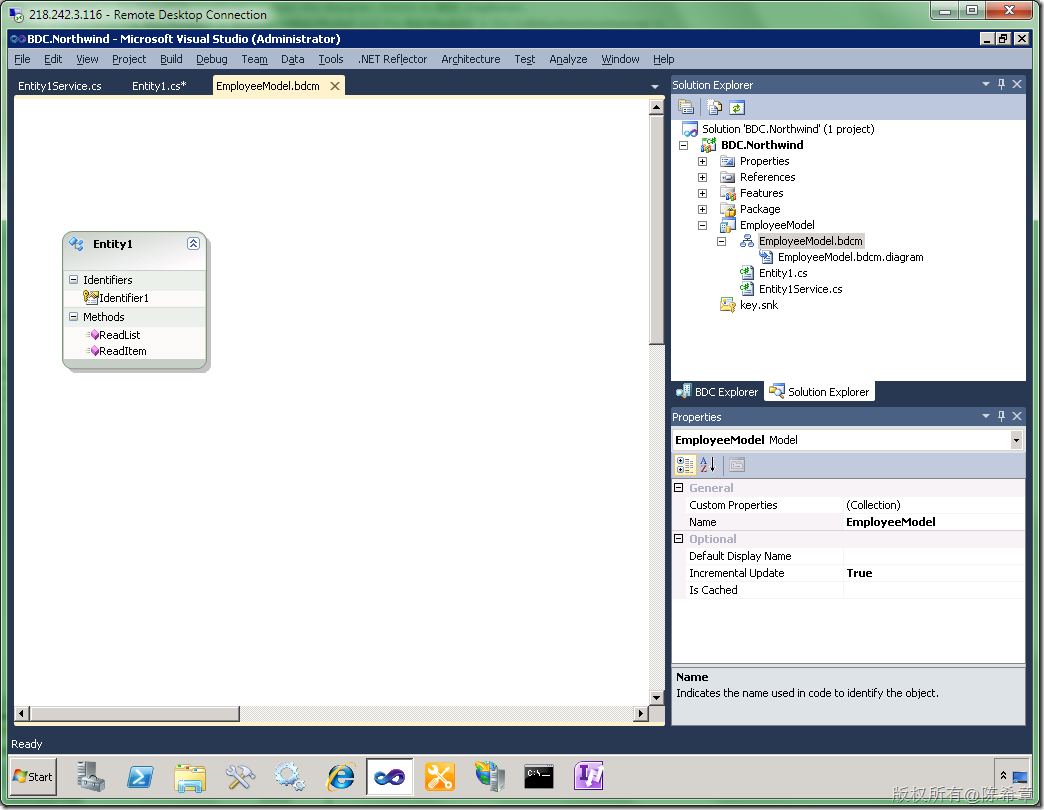 218.242.3.116 - Remote Desktop Connection
BDC.Northwind - Microsoft Visual Studio (Administrator)
File Edit View Project Build Debug Team Data Tools .NET Reflector Architecture Test Analyze Window Help
Entity1Service.cs Entity1.cs* EmployeeModel.bdcm
Entity1
Identifiers
Identifier1
Methods
ReadList
ReadItem
Solution Explorer
Solution 'BDC.Northwind' (1 project)
BDC.Northwind
Properties
References
Features
Package
EmployeeModel
EmployeeModel.bdcm
EmployeeModel.bdcm.diagram
Entity1.cs
Entity1Service.cs
key.snk
BDC Explorer Solution Explorer
Properties
EmployeeModel Model
General
Custom Properties (Collection)
Name EmployeeModel
Optional
Default Display Name
Incremental Update True
Is Cached
Name
Indicates the name used in code to identify the object.
Ready
Start
C:\
版权所有@陈希章